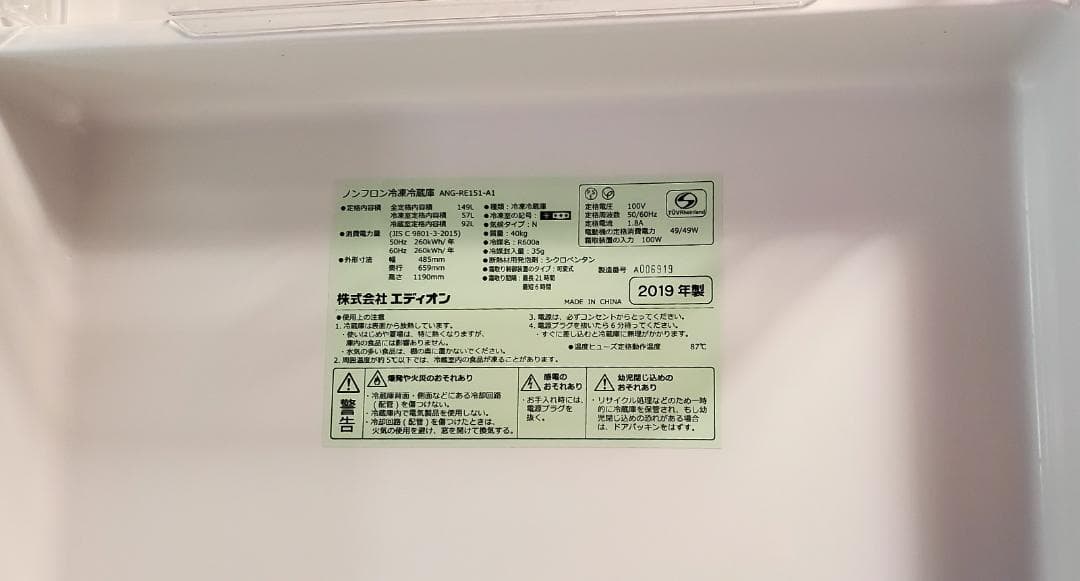 ノンフロン冷凍冷蔵庫 ANG-RE151-A1
●定格内容積 全定格内容積 149L
冷凍室定格内容積 57L
冷蔵室定格内容積 92L
●消費電力量 (JIS C 9801-3-2015)
50Hz 260kWh/年
60Hz 260kWh/年
●外形寸法 幅 485mm
奥行 659mm
高さ 1190mm
●種類：冷凍冷蔵庫
●冷凍室の記号：
●気候タイプ：N
●質量：40kg
●冷媒名：R600a
●冷媒封入量：35g
●断熱材用発泡剤：シクロペンタン
●霜取り制御装置のタイプ：可変式
●霜取り間隔：最長21時間
最短6時間
定格電圧 100V
定格周波数 50/60Hz
定格電流 1.8A
電動機の定格消費電力 49/49W
霜取装置の入力 100W
TÜVRheinland
製造番号 A006919
株式会社 エディオン
MADE IN CHINA
2019 年製
●使用上の注意
1. 冷蔵庫は表面から放熱しています。
・使いはじめや夏場は、特に熱くなりますが、
庫内の食品には影響ありません。
・水気の多い食品は、棚の奥に置かないでください。
2. 周囲温度が約5℃以下では、冷蔵室内の食品が凍ることがあります。
3. 電源は、必ずコンセントからとってください。
4. 電源プラグを抜いたら6分待ってください。
・すぐに差し込むと冷蔵庫に無理がかかります。
●温度ヒューズ定格動作温度 87℃
警告
爆発や火災のおそれあり
・冷蔵庫背面・側面などにある冷却回路
(配管)を傷つけない。
・冷蔵庫内で電気製品を使用しない。
・冷却回路(配管)を傷つけたときは、
火気の使用を避け、窓を開けて換気する。
感電の
おそれあり
・お手入れ時には、
電源プラグを
抜く。
幼児閉じ込めの
おそれあり
・リサイクル処理などのため一時
的に冷蔵庫を保管され、もし幼
児閉じ込めの恐れがある場合
は、ドアパッキンをはずす。